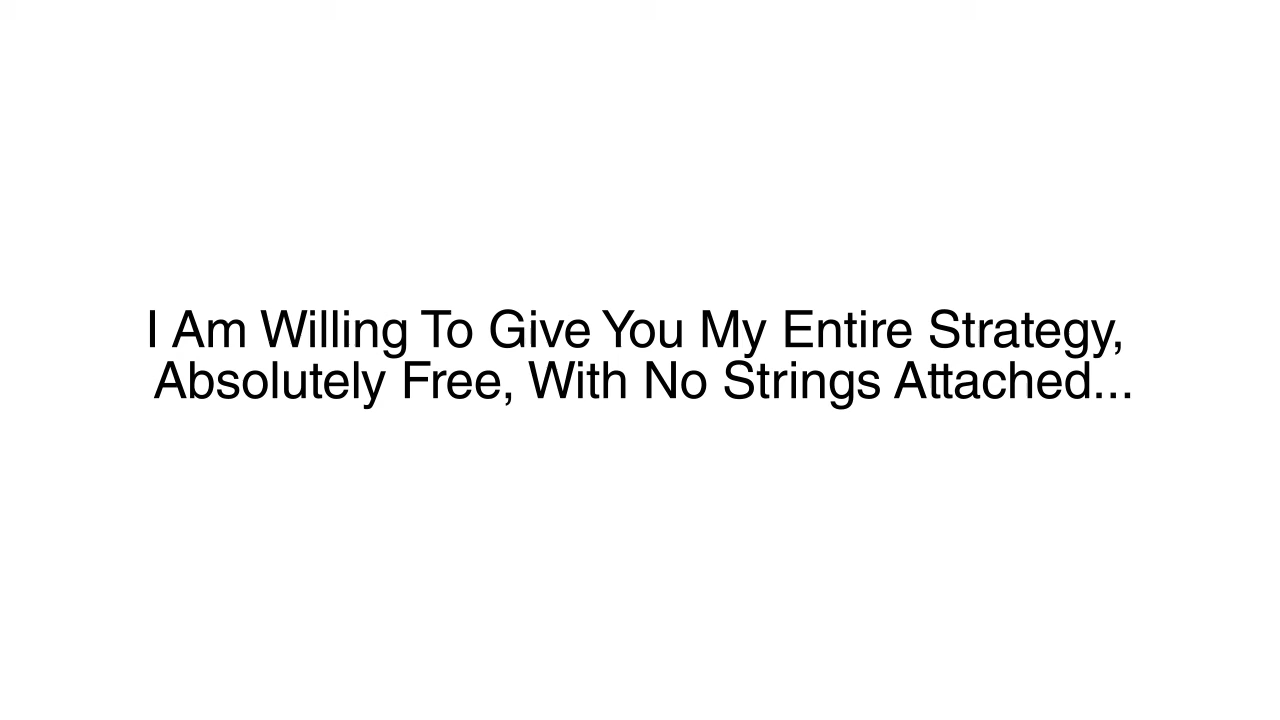 I Am Willing To Give You My Entire Strategy,
Absolutely Free, With No Strings Attached...